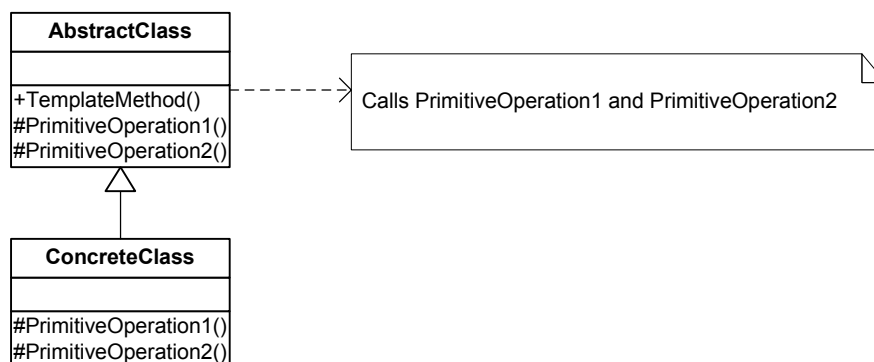 AbstractClass
+TemplateMethod()
#PrimitiveOperation1()
#PrimitiveOperation2()
Calls PrimitiveOperation1 and PrimitiveOperation2
ConcreteClass
#PrimitiveOperation1()
#PrimitiveOperation2()